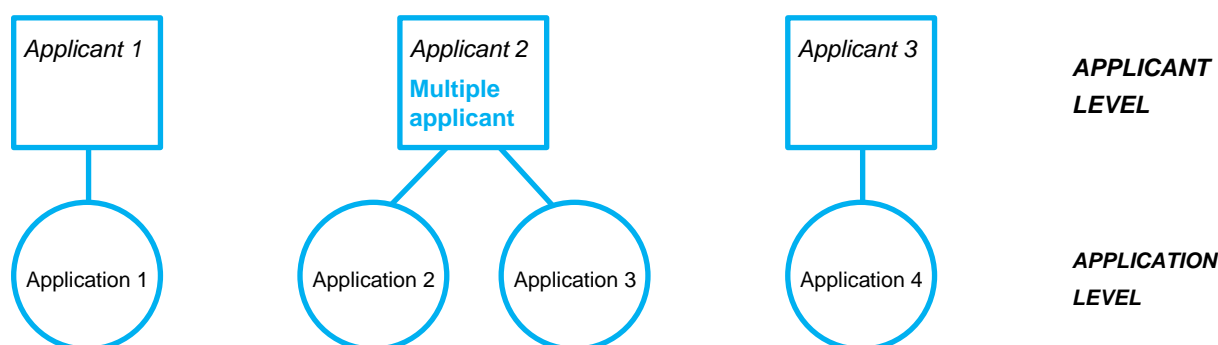 Applicant 1
Applicant 2
Multiple
applicant
Applicant 3
APPLICANT
LEVEL
Application 1
Application 2
Application 3
Application 4
APPLICATION
LEVEL